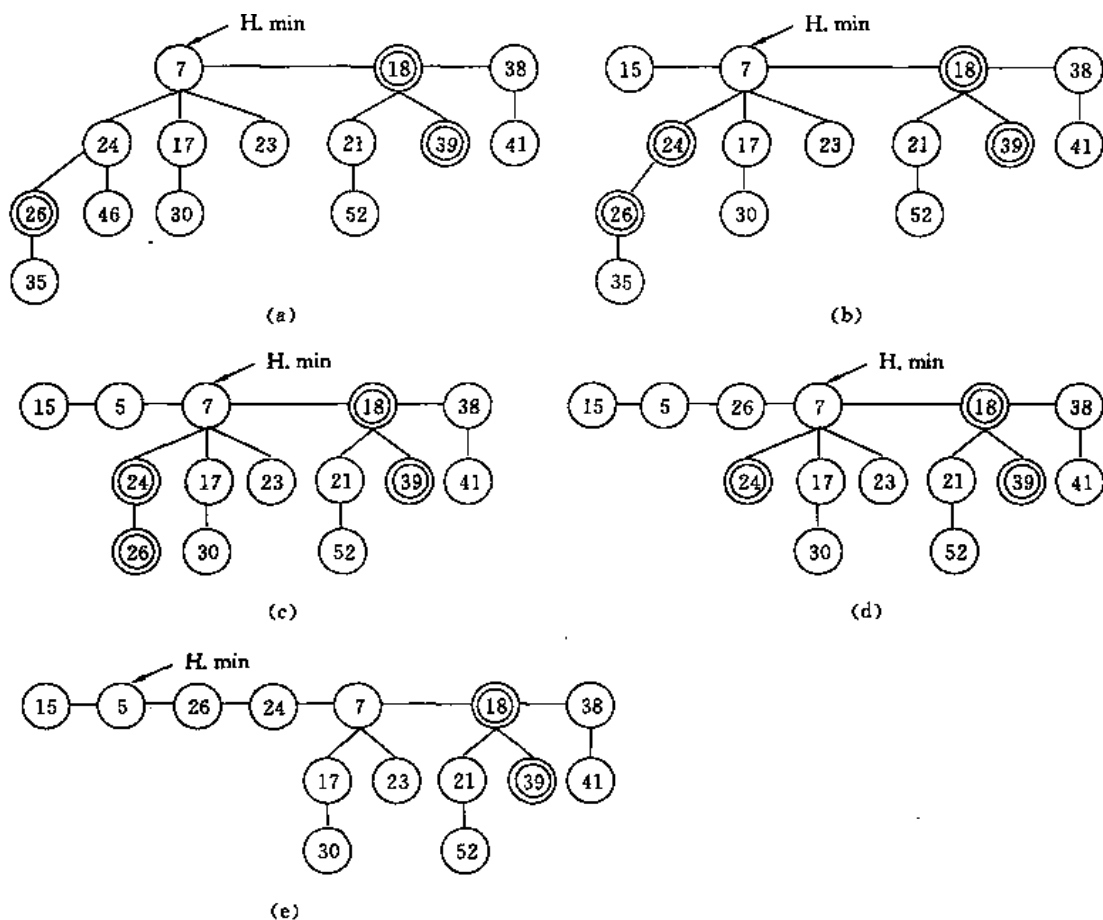 H. min H. min
7 18 38 15 7 18 38
24 17 23 21 39 41 24 17 23 21 39 41
26 46 30 52 26 30 52
35 35
(a) (b)
H. min H. min
15 5 7 18 38 15 5 26 7 18 38
24 17 23 21 39 41 24 17 23 21 39 41
26 30 52 30 52
(c) (d)
H. min
15 5 26 24 7 18 38
17 23 21 39 41
30 52
(e)